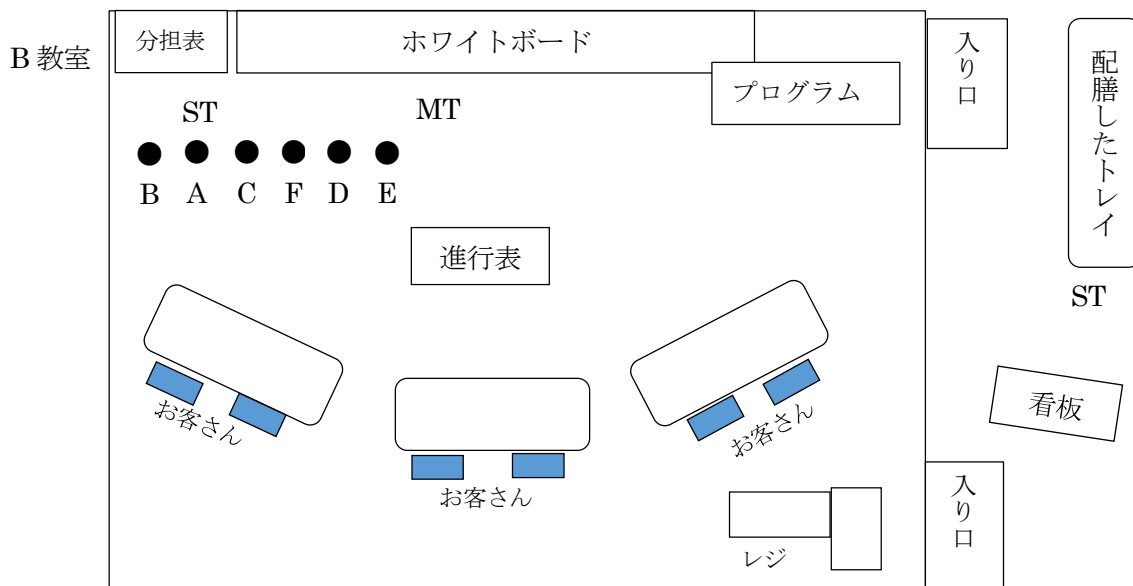 B 教室
分担表
ホワイトボード
プログラム
入り口
配膳したトレイ
ST
MT
B A C F D E
進行表
ST
お客さん
お客さん
お客さん
看板
レジ
入り口